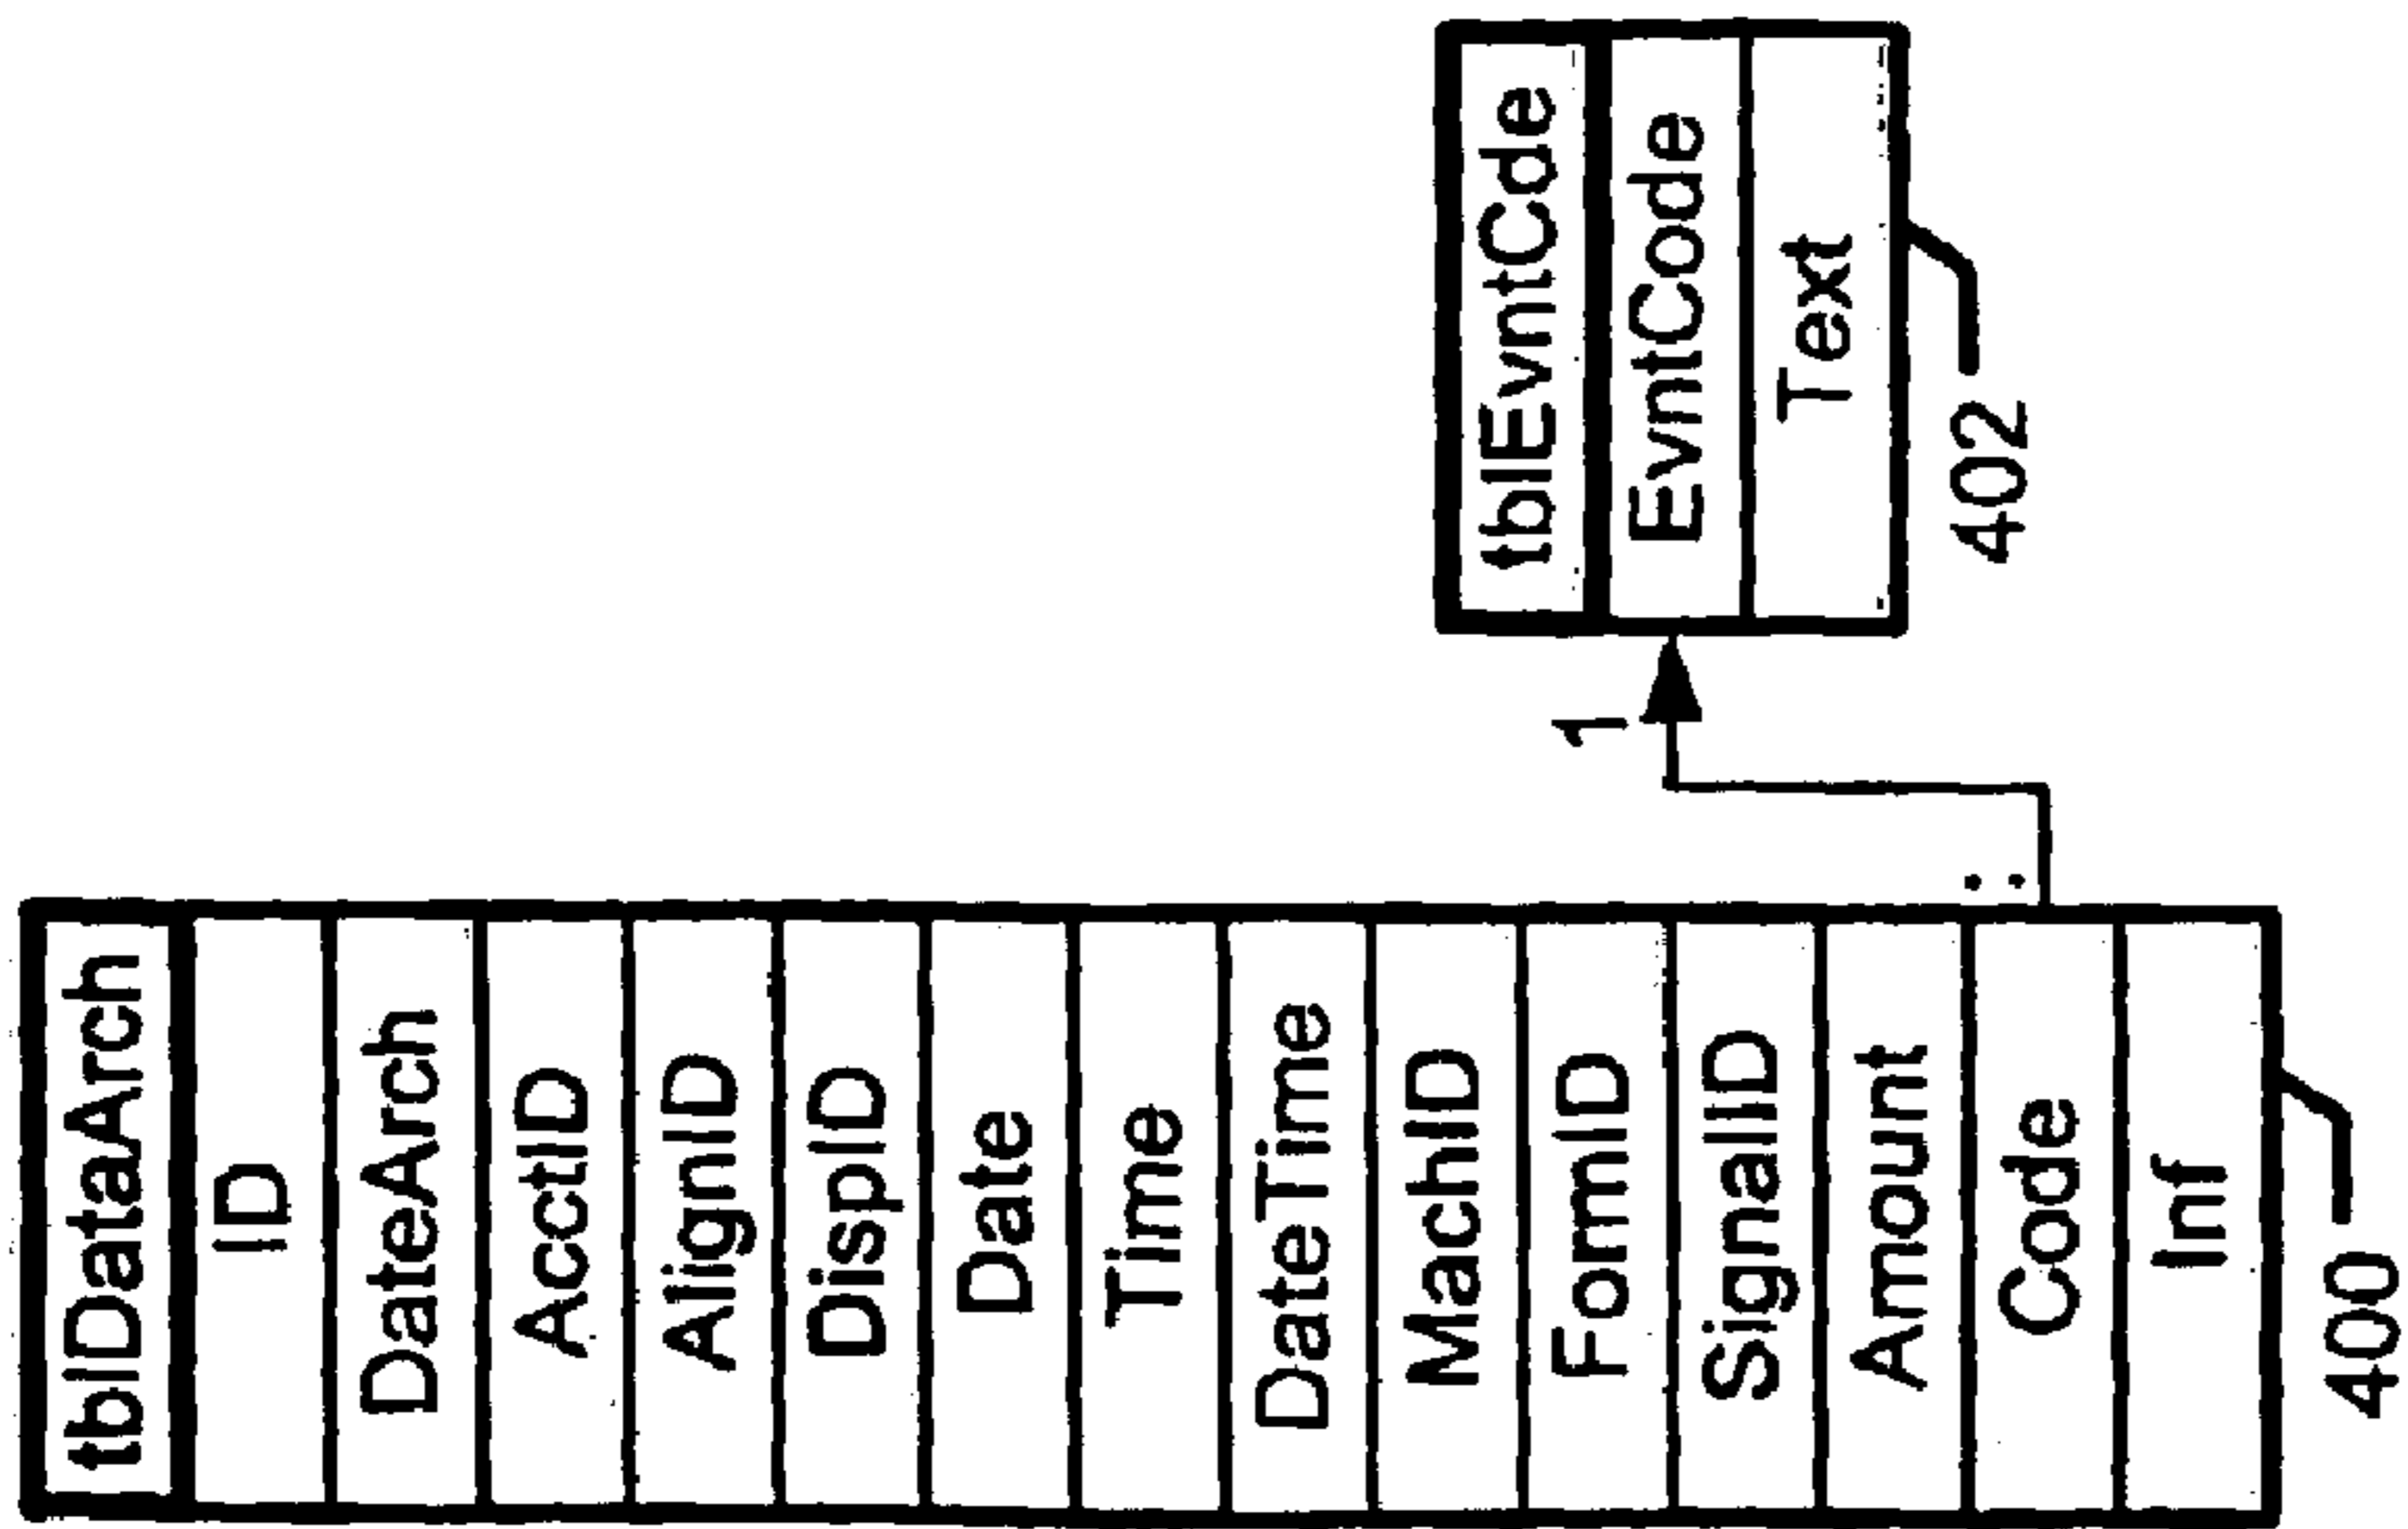 tblDataArch
ID
DateArch
AcctID
AlignID
DispID
Date
Time
DateTime
MachID
FormID
SignalID
Amount
Code
Inf
400
1
tblEvntCde
EvntCode
Text
402